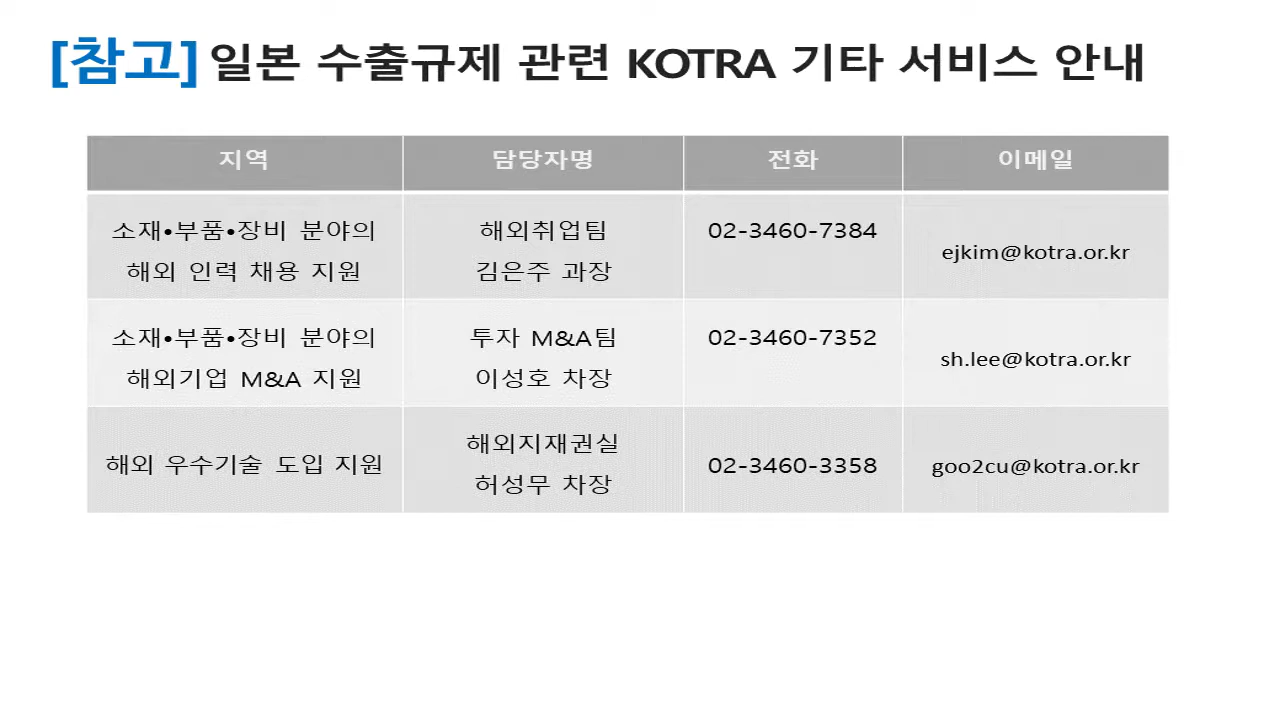 [참고] 일본 수출규제 관련 KOTRA 기타 서비스 안내
지역 담당자명 전화 이메일
소재•부품•장비 분야의
해외 인력 채용 지원
해외취업팀
김은주 과장
02-3460-7384
ejkim@kotra.or.kr
소재•부품•장비 분야의
해외기업 M&A 지원
투자 M&A팀
이성호 차장
02-3460-7352
sh.lee@kotra.or.kr
해외 우수기술 도입 지원
해외지재권실
허성무 차장
02-3460-3358
goo2cu@kotra.or.kr